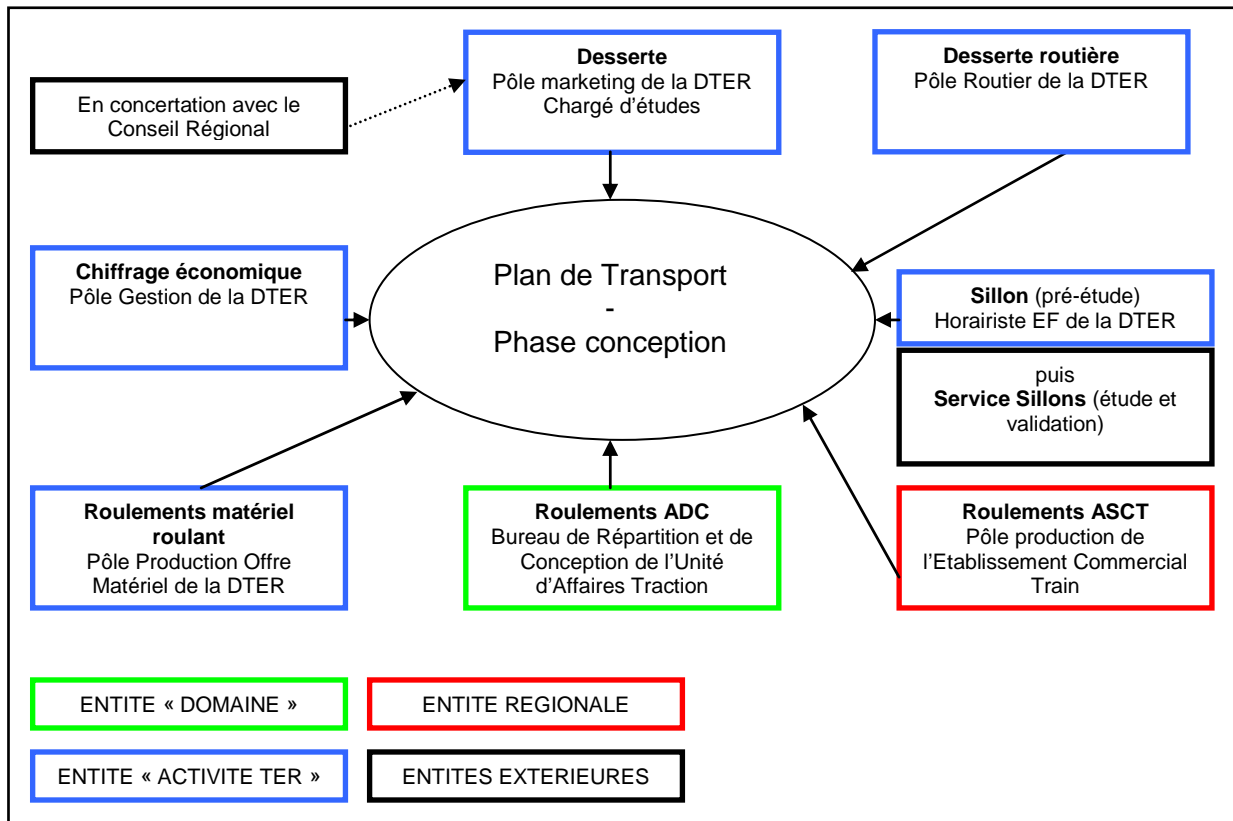 Desserte
Pôle marketing de la DTER
Chargé d'études
Desserte routière
Pôle Routier de la DTER
En concertation avec le
Conseil Régional
Chiffrage économique
Pôle Gestion de la DTER
Plan de Transport
-
Phase conception
Sillon (pré-étude)
Horairiste EF de la DTER
puis
Service Sillons (étude et
validation)
Roulements matériel
roulant
Pôle Production Offre
Matériel de la DTER
Roulements ADC
Bureau de Répartition et de
Conception de l'Unité
d'Affaires Traction
Roulements ASCT
Pôle production de
l'Etablissement Commercial
Train
ENTITE « DOMAINE »
ENTITE REGIONALE
ENTITE « ACTIVITE TER »
ENTITES EXTERIEURES